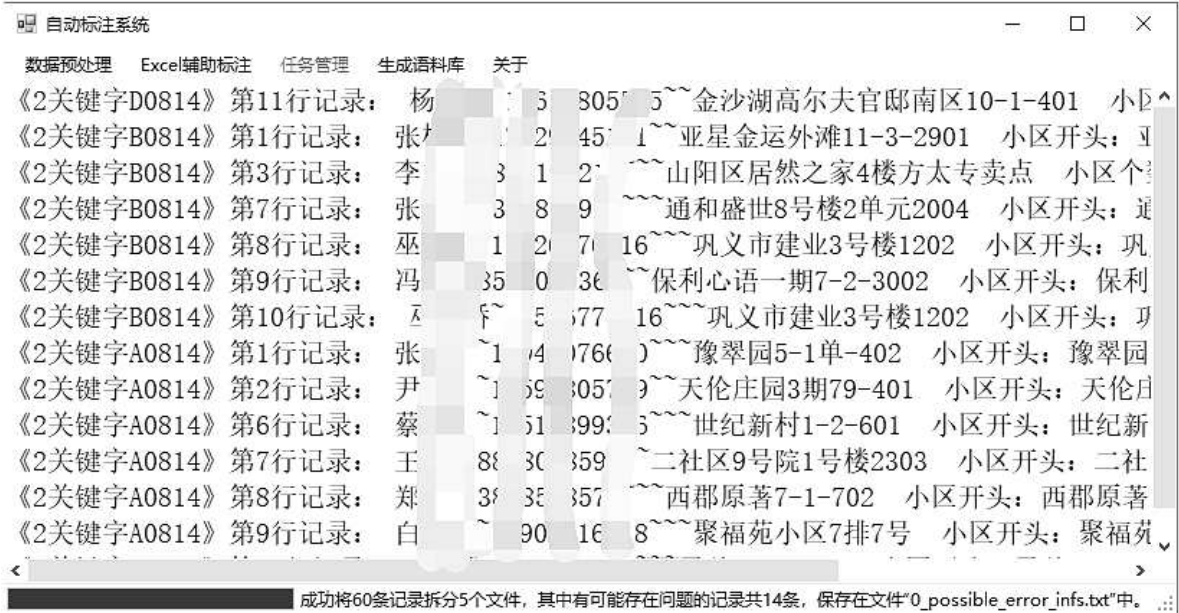 自动标注系统
数据预处理 Excel辅助标注 任务管理 生成语料库 关于
《2关键字D0814》第11行记录： 杨 ~~金沙湖高尔夫官邸南区10-1-401 小区
《2关键字B0814》第1行记录： 张 ~~亚星金运外滩11-3-2901 小区开头：亚
《2关键字B0814》第3行记录： 李 ~~山阳区居然之家4楼方太专卖点 小区个
《2关键字B0814》第7行记录： 张 ~~~通和盛世8号楼2单元2004 小区开头：通
《2关键字B0814》第8行记录： 巫 16~~~巩义市建业3号楼1202 小区开头：巩
《2关键字B0814》第9行记录： 冯 ~~保利心语一期7-2-3002 小区开头：保利
《2关键字B0814》第10行记录： 16~~~巩义市建业3号楼1202 小区开头：巩
《2关键字A0814》第1行记录： 张 ~~~豫翠园5-1单-402 小区开头：豫翠园
《2关键字A0814》第2行记录： 尹 ~~天伦庄园3期79-401 小区开头：天伦庄
《2关键字A0814》第6行记录： 蔡 ~~~世纪新村1-2-601 小区开头：世纪新
《2关键字A0814》第7行记录： 王 ~二社区9号院1号楼2303 小区开头：二社
《2关键字A0814》第8行记录： 郑 ~~西郡原著7-1-702 小区开头：西郡原著
《2关键字A0814》第9行记录： 白 8~~~聚福苑小区7排7号 小区开头：聚福苑
成功将60条记录拆分5个文件，其中有可能存在问题的记录共14条，保存在文件“0_possible_error_infs.txt”中。